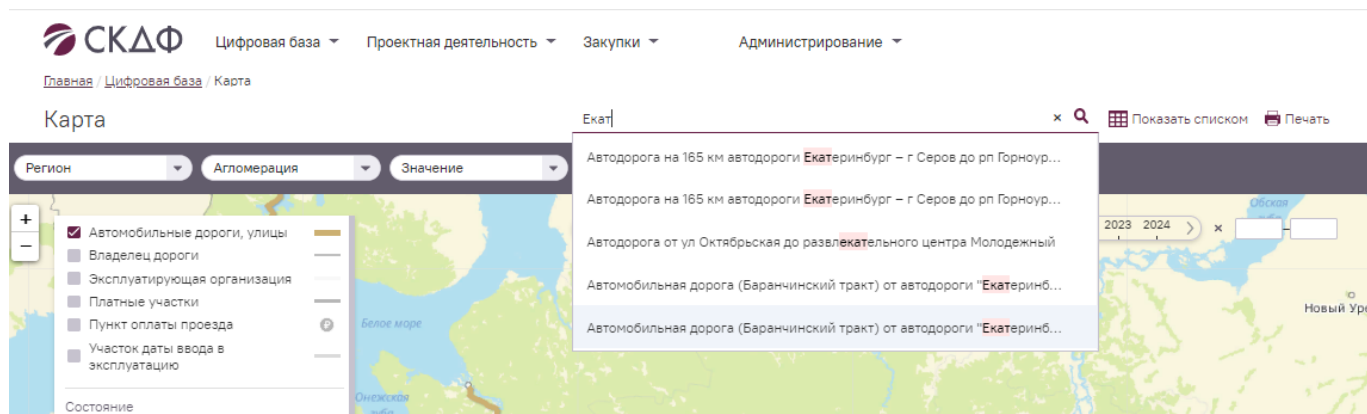 СКДФ
Цифровая база
Проектная деятельность
Закупки
Администрирование
Главная / Цифровая база / Карта
Карта
Екат
×
Показать списком
Печать
Регион
Агломерация
Значение
Автодорога на 165 км автодороги Екатеринбург – г Серов до рп Горноур...
Автодорога на 165 км автодороги Екатеринбург – г Серов до рп Горноур...
Автодорога от ул Октябрьская до развлекательного центра Молодежный
Автомобильная дорога (Баранчинский тракт) от автодороги "Екатеринб...
Автомобильная дорога (Баранчинский тракт) от автодороги "Екатеринб...
+
−
Автомобильные дороги, улицы
Владелец дороги
Эксплуатирующая организация
Платные участки
Пункт оплаты проезда
Участок даты ввода в
эксплуатацию
Состояние
Белое море
Онежская
губа
Обская
2023 2024
×
-
Новый Уре